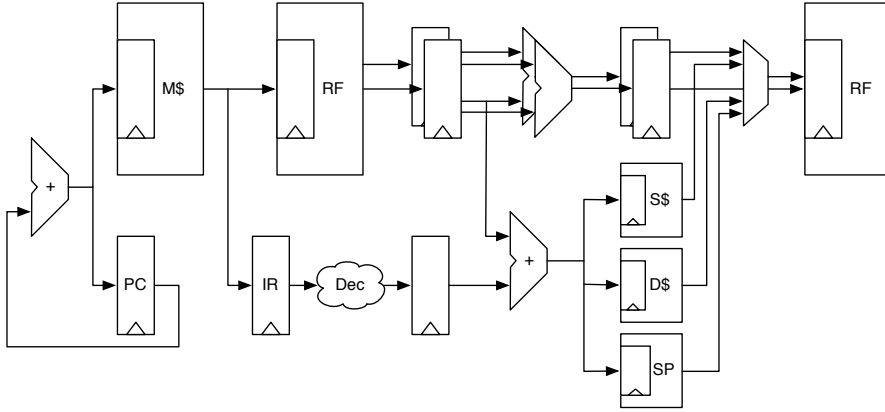 M$
RF
RF
+
S$
PC
IR
Dec
+
D$
SP